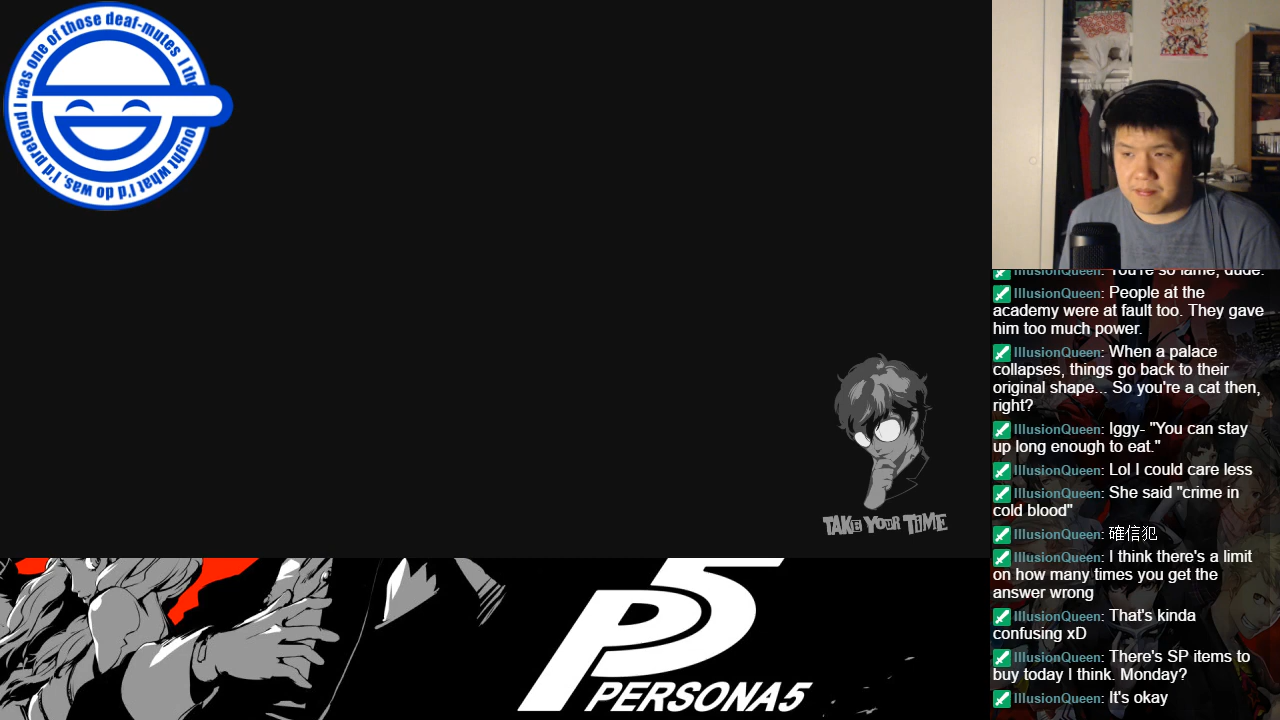 I thought what I'd do was, I'd pretend I was one of those deaf-mutes
IllusionQueen: You're so lame, dude.
IllusionQueen: People at the
academy were at fault too. They gave
him too much power.
IllusionQueen: When a palace
collapses, things go back to their
original shape... So you're a cat then,
right?
IllusionQueen: Iggy- "You can stay
up long enough to eat."
IllusionQueen: Lol I could care less
IllusionQueen: She said "crime in
cold blood"
IllusionQueen: 確信犯
IllusionQueen: I think there's a limit
on how many times you get the
answer wrong
IllusionQueen: That's kinda
confusing xD
IllusionQueen: There's SP items to
buy today I think. Monday?
IllusionQueen: It's okay
TAKE YOUR TIME
P5
PERSONA5